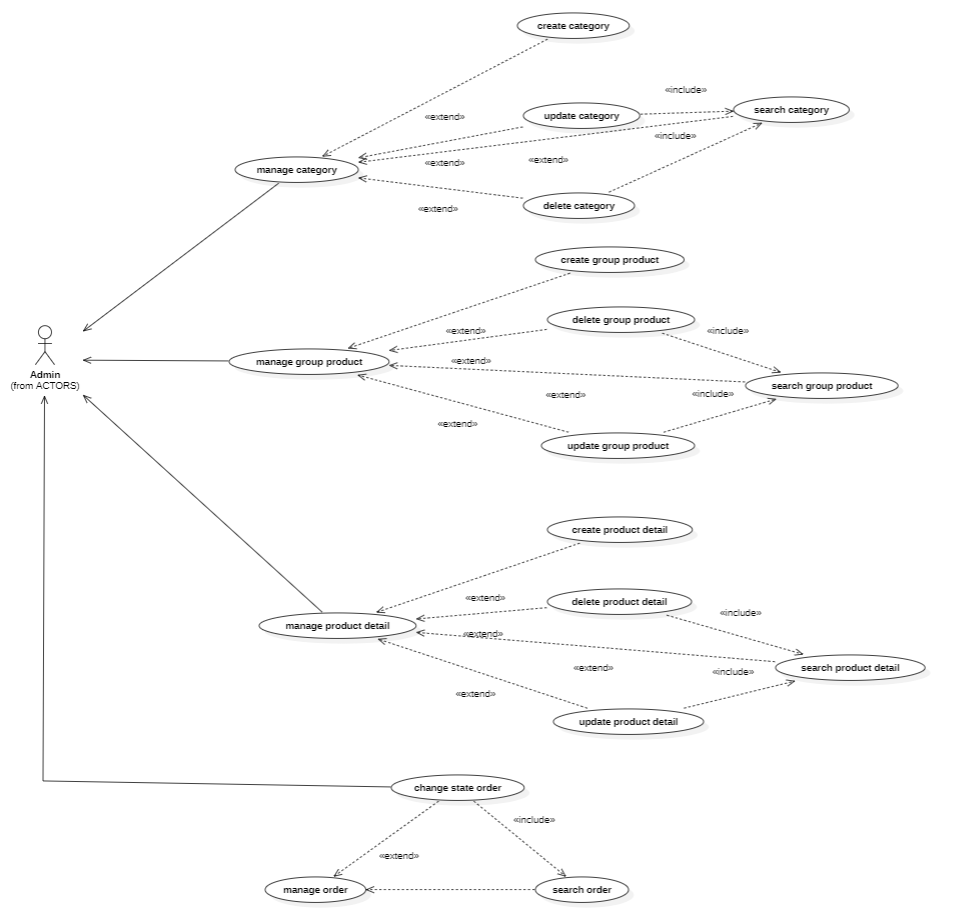 create category
«include»
search category
update category
«extend»
«include»
«extend»
«extend»
manage category
delete category
«extend»
create group product
delete group product
«extend»
«include»
manage group product
«extend»
Admin
(from ACTORS)
search group product
«extend»
«include»
«extend»
update group product
create product detail
«extend»
delete product detail
«include»
manage product detail
«extend»
«extend»
search product detail
«include»
«extend»
update product detail
change state order
«include»
«extend»
manage order
search order